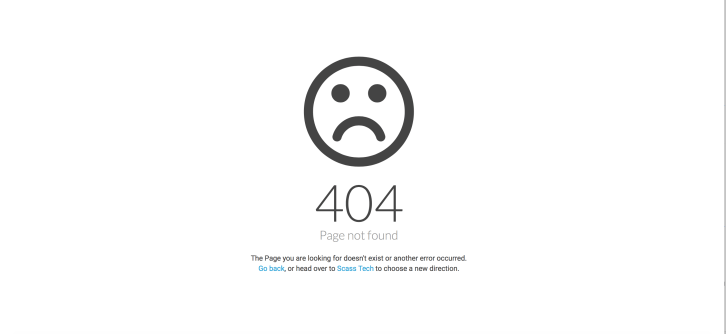 404
Page not found
The Page you are looking for doesn't exist or another error occurred.
Go back, or head over to Scass Tech to choose a new direction.